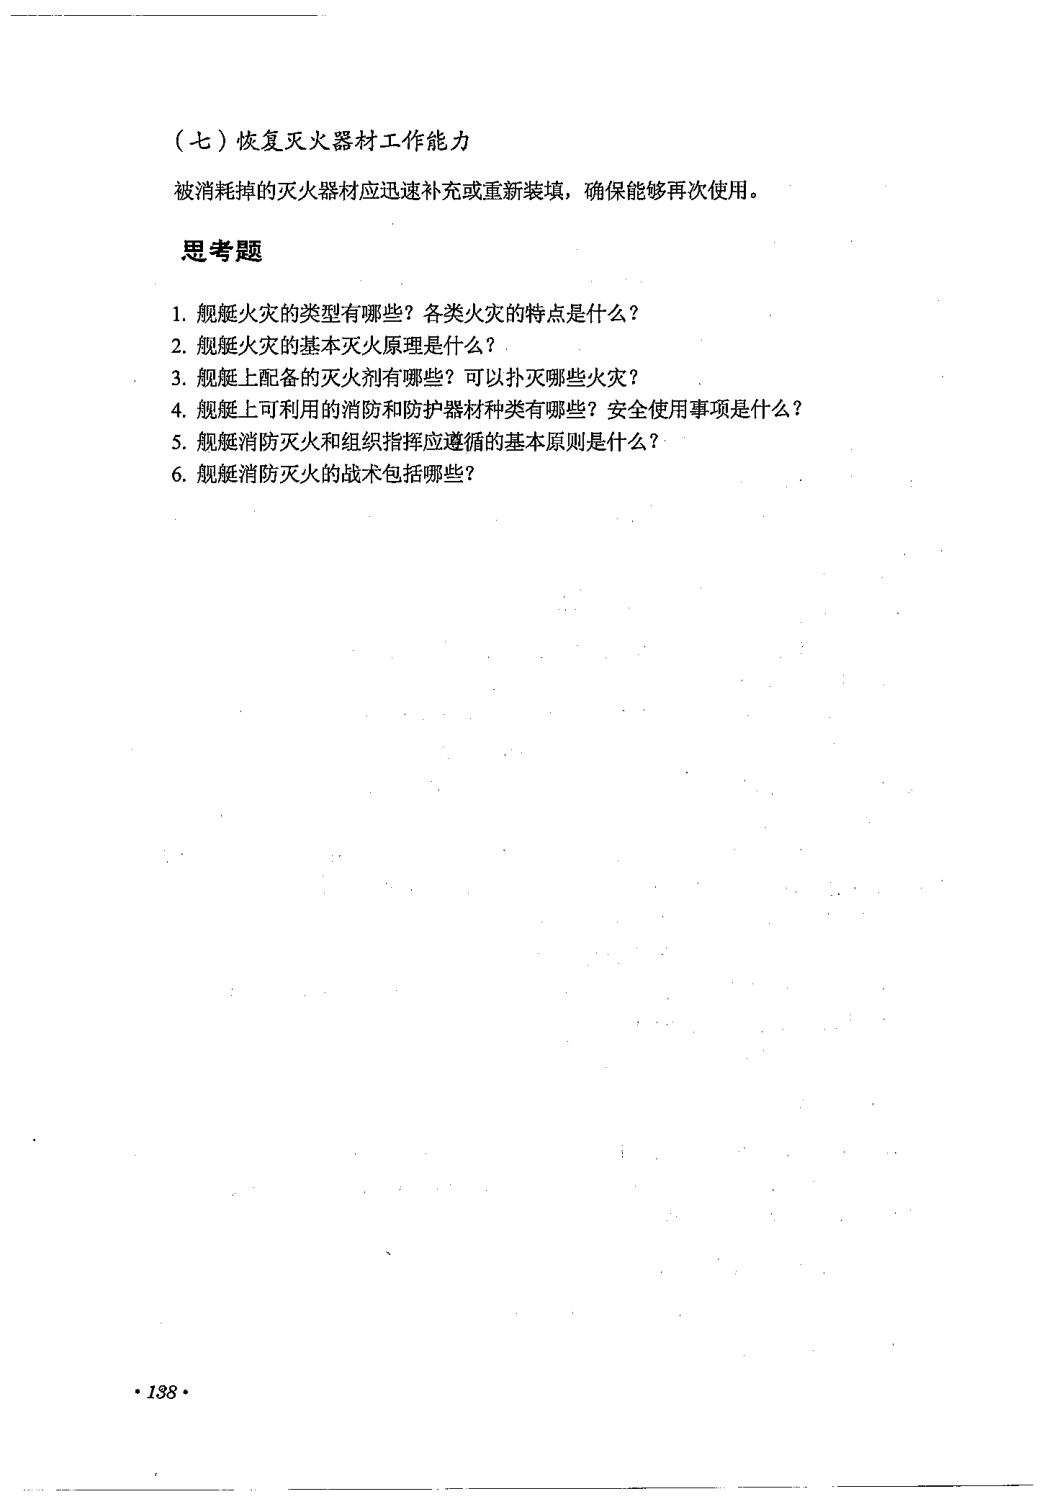 （七）恢复灭火器材工作能力
被消耗掉的灭火器材应迅速补充或重新装填，确保能够再次使用。
思考题
1. 舰艇火灾的类型有哪些？各类火灾的特点是什么？
2. 舰艇火灾的基本灭火原理是什么？
3. 舰艇上配备的灭火剂有哪些？可以扑灭哪些火灾？
4. 舰艇上可利用的消防和防护器材种类有哪些？安全使用事项是什么？
5. 舰艇消防灭火和组织指挥应遵循的基本原则是什么？
6. 舰艇消防灭火的战术包括哪些？
·138·